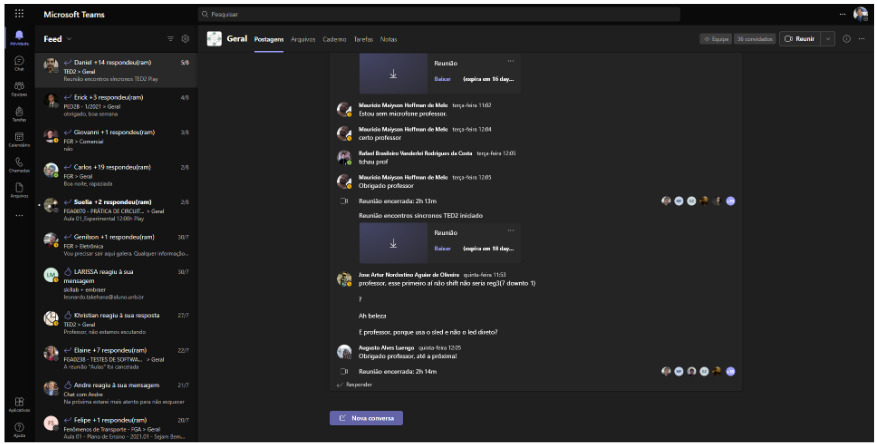 Microsoft Teams
Pesquisar
Atividade
Chat
Equipes
Tarefas
Calendário
Chamadas
Arquivos
Aplicativos
Ajuda
Feed
Daniel +14 respondeu(ram)
5/8
TED2 > Geral
Reunião encontros síncronos TED2 Play
Erick +3 respondeu(ram)
4/8
PED2B - 1/2021 > Geral
obrigado, boa semana
Giovanni +1 respondeu(ram)
3/8
FGR > Comercial
não
Carlos +19 respondeu(ram)
2/8
FGR > Geral
Boa noite, rapaziada
Suelia +2 respondeu(ram)
2/8
FGA0070 - PRÁTICA DE CIRCUIT... > Geral
Aula 01_Experimental 12:00h Play
Genilson +1 respondeu(ram)
30/7
FGR > Eletrônica
Vou precisar sair aqui galera. Qualquer informação...
LARISSA reagiu à sua
mensagem
30/7
skillab + embraer
leonardo.takehana@aluno.unb.br
Khristian reagiu à sua resposta
27/7
TED2 > Geral
Professor, não estamos escutando
Elaine +7 respondeu(ram)
22/7
FGA0238 - TESTES DE SOFTWA... > Geral
A reunião "Aulas" foi cancelada
Andre reagiu à sua mensagem
21/7
Chat com Andre
Na próxima estarei mais atento para não esquecer
Felipe +1 respondeu(ram)
20/7
Fenômenos de Transporte - FGA > Geral
Aula 01 - Plano de Ensino - 2021.01 - Sejam Bem...
Geral
Postagens
Arquivos
Caderno
Tarefas
Notas
Equipe
36 convidados
Reunir
Reunião
Baixar
(expira em 16 day...
Mauricio Maiyson Hoffman de Melo terça-feira 11:02
Estou sem microfone professor.
Mauricio Maiyson Hoffman de Melo terça-feira 12:04
certo professor
Rafael Brasileiro Vanderlei Rodrigues da Costa terça-feira 12:05
tchau prof
Mauricio Maiyson Hoffman de Melo terça-feira 12:05
Obrigado professor
Reunião encerrada: 2h 13m
Reunião encontros síncronos TED2 iniciado
Reunião
Baixar
(expira em 18 day...
Jose Artur Nordestino Aguiar de Oliveira quinta-feira 11:53
professor, esse primeiro aí não shift não seria reg3(7 downto 1)
?
Ah beleza
E professor, porque usa o sled e não o led direto?
Augusto Alves Luengo quinta-feira 12:05
Obrigado professor, até a próxima!
Reunião encerrada: 2h 14m
Responder
Nova conversa